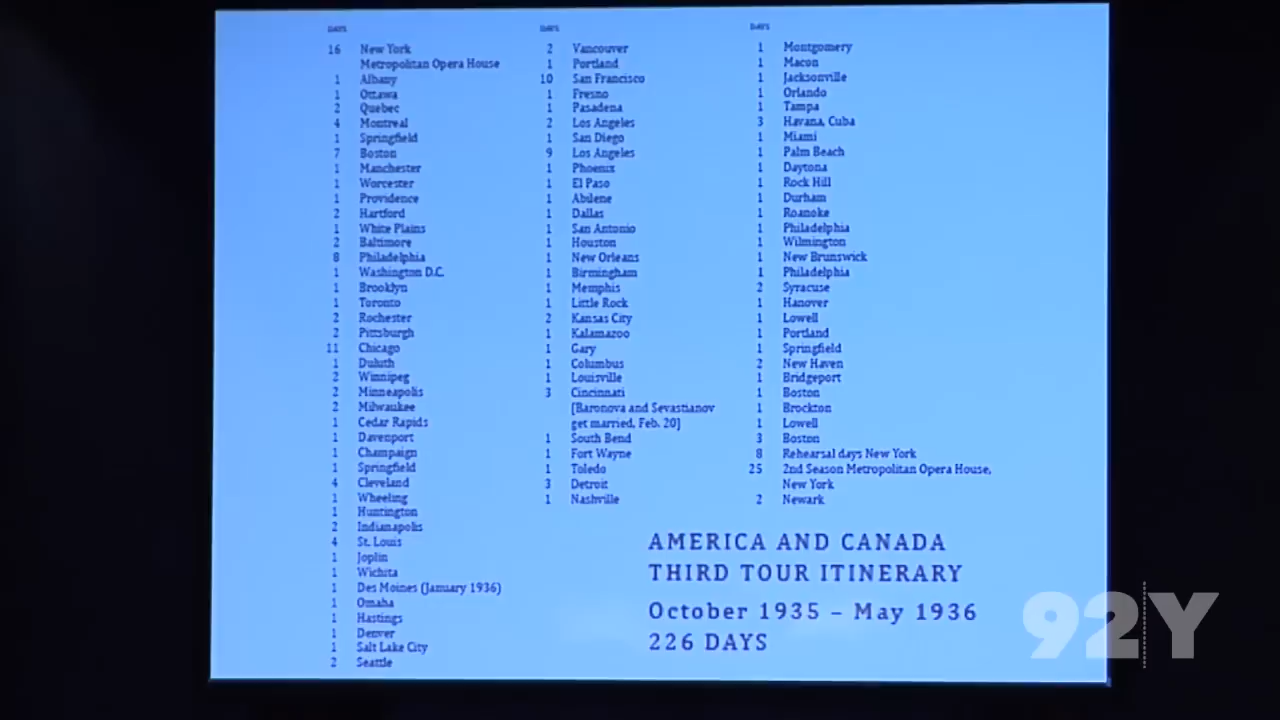 DAYS
16 New York
Metropolitan Opera House
1 Albany
1 Ottawa
2 Quebec
4 Montreal
1 Springfield
7 Boston
1 Manchester
1 Worcester
1 Providence
2 Hartford
1 White Plains
2 Baltimore
8 Philadelphia
1 Washington D.C.
1 Brooklyn
1 Toronto
2 Rochester
2 Pittsburgh
11 Chicago
1 Duluth
2 Winnipeg
2 Minneapolis
2 Milwaukee
1 Cedar Rapids
1 Davenport
1 Champaign
1 Springfield
4 Cleveland
1 Wheeling
1 Huntington
2 Indianapolis
4 St. Louis
1 Joplin
1 Wichita
1 Des Moines (January 1936)
1 Omaha
1 Hastings
1 Denver
1 Salt Lake City
2 Seattle
DAYS
2 Vancouver
1 Portland
10 San Francisco
1 Fresno
1 Pasadena
2 Los Angeles
1 San Diego
9 Los Angeles
1 Phoenix
1 El Paso
1 Abilene
1 Dallas
1 San Antonio
1 Houston
1 New Orleans
1 Birmingham
1 Memphis
1 Little Rock
2 Kansas City
1 Kalamazoo
1 Gary
1 Columbus
1 Louisville
3 Cincinnati
[Baronova and Sevastianov
get married, Feb. 20]
1 South Bend
1 Fort Wayne
1 Toledo
3 Detroit
1 Nashville
DAYS
1 Montgomery
1 Macon
1 Jacksonville
1 Orlando
1 Tampa
3 Havana, Cuba
1 Miami
1 Palm Beach
1 Daytona
1 Rock Hill
1 Durham
1 Roanoke
1 Philadelphia
1 Wilmington
1 New Brunswick
1 Philadelphia
2 Syracuse
1 Hanover
1 Lowell
1 Portland
1 Springfield
2 New Haven
1 Bridgeport
1 Boston
1 Brockton
1 Lowell
3 Boston
8 Rehearsal days New York
25 2nd Season Metropolitan Opera House,
New York
2 Newark
AMERICA AND CANADA
THIRD TOUR ITINERARY
October 1935 – May 1936
226 DAYS
92Y